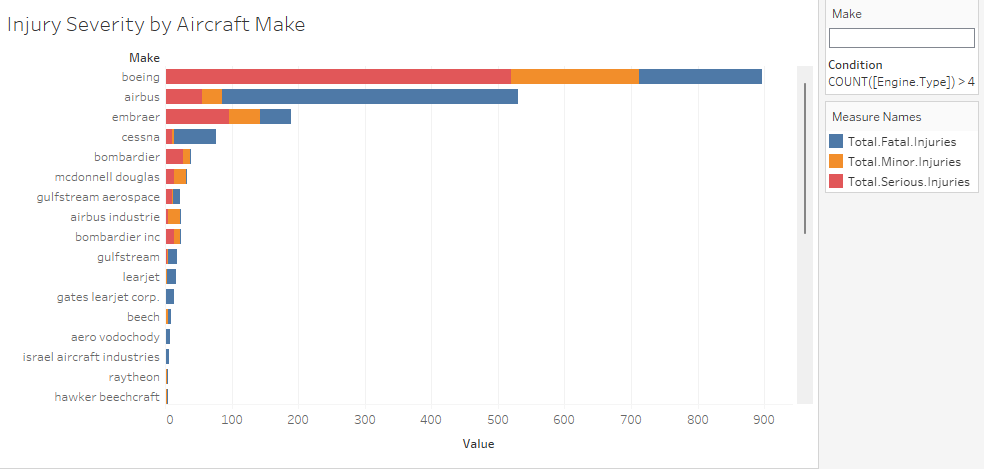 Injury Severity by Aircraft Make
Make
boeing
airbus
embraer
cessna
bombardier
mcdonnell douglas
gulfstream aerospace
airbus industrie
bombardier inc
gulfstream
learjet
gates learjet corp.
beech
aero vodochody
israel aircraft industries
raytheon
hawker beechcraft
0 100 200 300 400 500 600 700 800 900
Value
Make
Condition
COUNT([Engine.Type]) > 4
Measure Names
Total.Fatal.Injuries
Total.Minor.Injuries
Total.Serious.Injuries